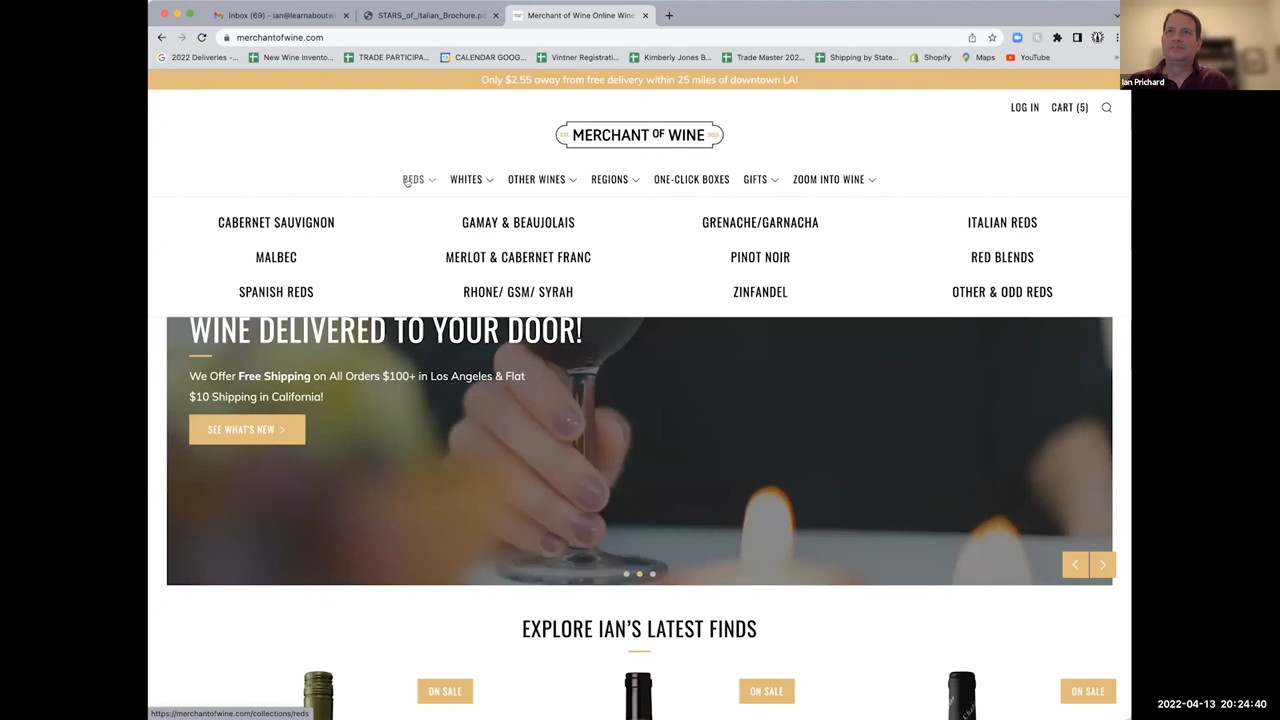 Inbox (69) – ian@learnaboutwi
STARS_of_Italian_Brochure.pd
Merchant of Wine Online Wine
merchantofwine.com
2022 Deliveries -...
New Wine Invento...
TRADE PARTICIPA...
CALENDAR GOOG...
Vintner Registrati...
Kimberly Jones B...
Trade Master 202...
Shipping by State...
Shopify
Maps
YouTube
Ian Prichard
Only $2.55 away from free delivery within 25 miles of downtown LA!
LOG IN CART (5)
EST. MERCHANT OF WINE
REDS WHITES OTHER WINES REGIONS ONE-CLICK BOXES GIFTS ZOOM INTO WINE
CABERNET SAUVIGNON GAMAY & BEAUJOLAIS GRENACHE/GARNACHA ITALIAN REDS
MALBEC MERLOT & CABERNET FRANC PINOT NOIR RED BLENDS
SPANISH REDS RHONE/ GSM/ SYRAH ZINFANDEL OTHER & ODD REDS
WINE DELIVERED TO YOUR DOOR!
We Offer Free Shipping on All Orders $100+ in Los Angeles & Flat
$10 Shipping in California!
SEE WHAT'S NEW
EXPLORE IAN'S LATEST FINDS
ON SALE ON SALE ON SALE
https://merchantofwine.com/collections/reds
2022-04-13 20:24:40